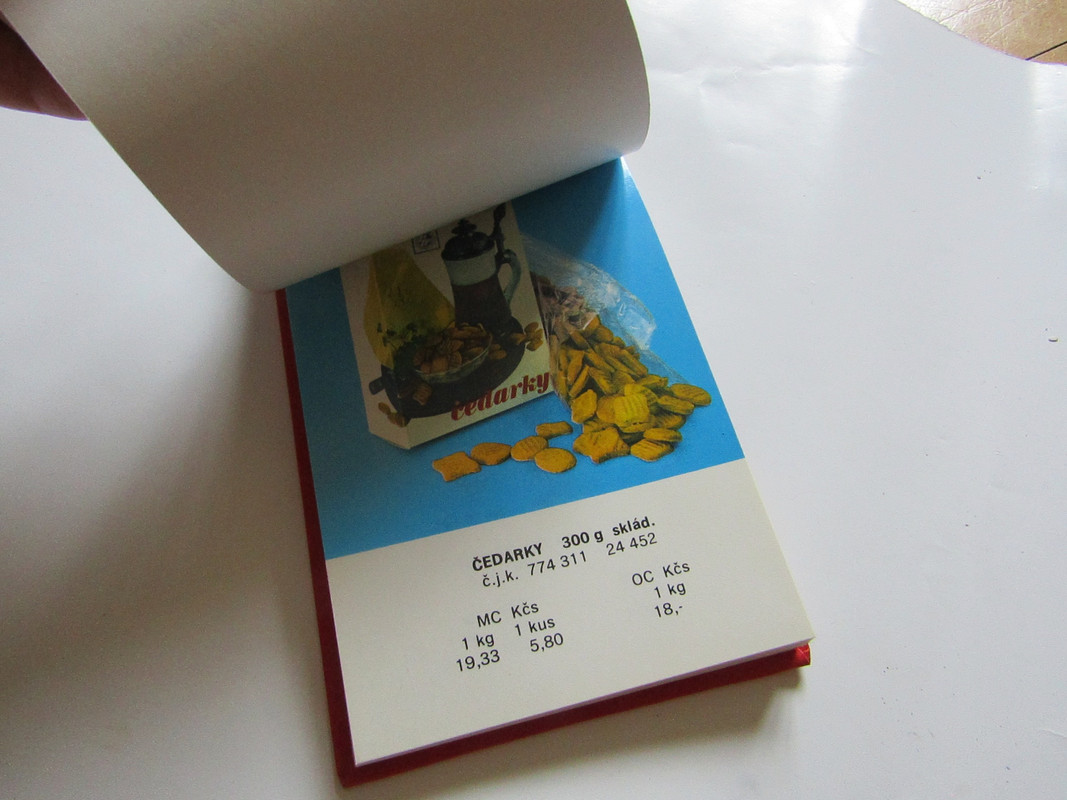 čedarky
ČEDARKY 300 g sklád.
č.j.k. 774 311 24 452
MC Kčs OC Kčs
1 kg 1 kus 1 kg
19,33 5,80 18,-